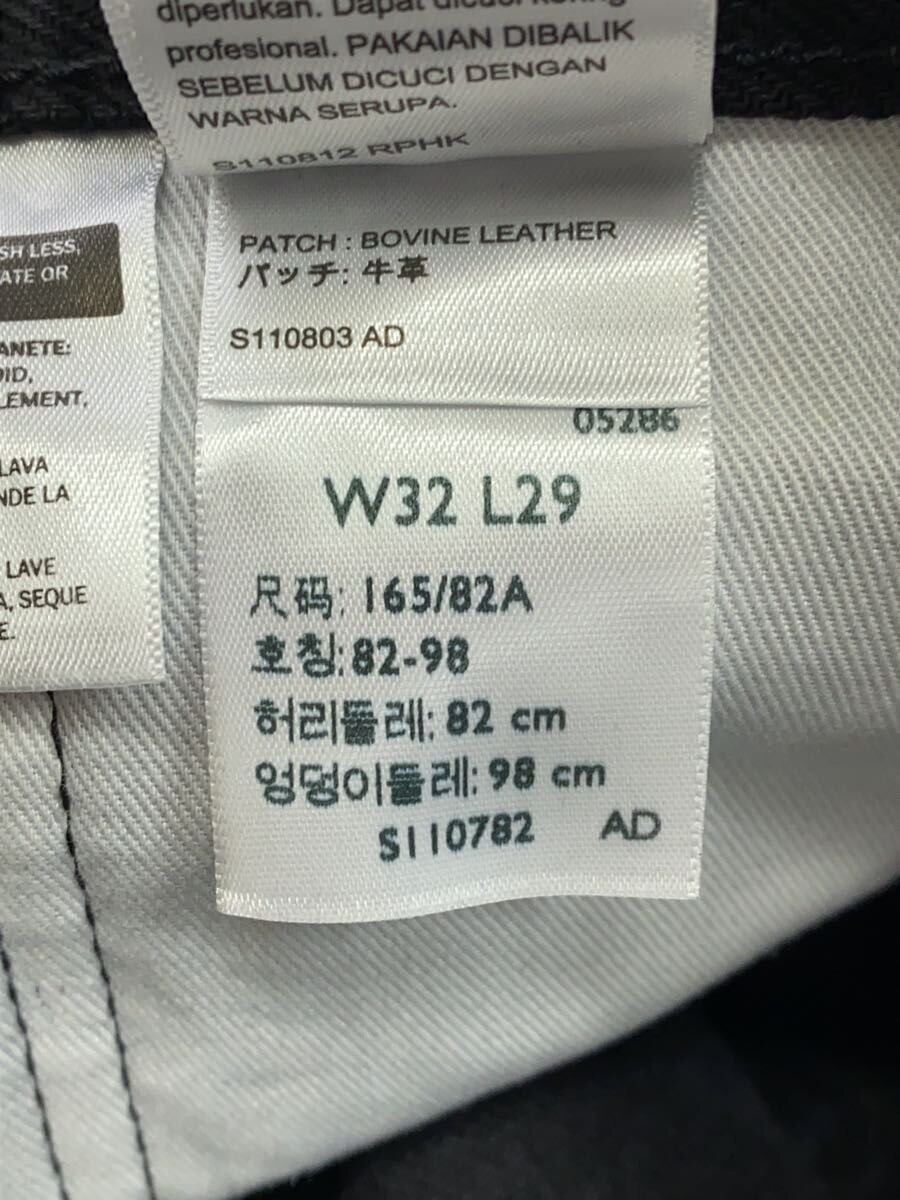 diperlukan. Dapat dicuci
profesional. PAKAIAN DIBALIK
SEBELUM DICUCI DENGAN
WARNA SERUPA.
S110812 RPHK
SH LESS,
ATE OR
ANETE:
OID,
LEMENT.
LAVA
NDE LA
LAVE
A, SEQUE
E.
PATCH : BOVINE LEATHER
パッチ: 牛革
S110803 AD
05286
W32 L29
尺码: 165/82A
호칭: 82-98
허리둘레: 82 cm
엉덩이둘레: 98 cm
S110782 AD